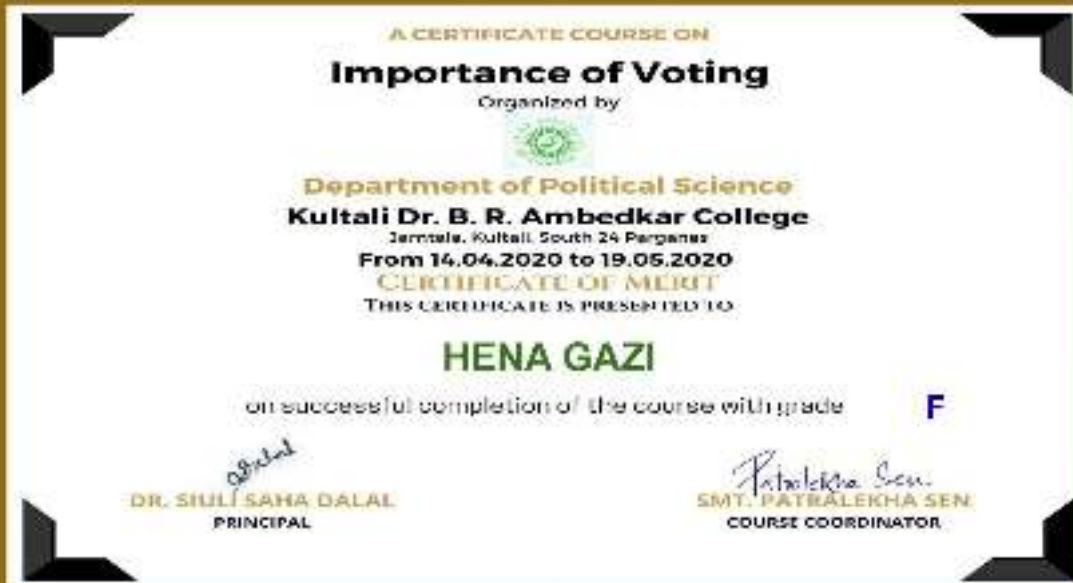 A CERTIFICATE COURSE ON
Importance of Voting
Organized by
Department of Political Science
Kultali Dr. B. R. Ambedkar College
Jamtala, Kultali, South 24 Parganas
From 14.04.2020 to 19.05.2020
CERTIFICATE OF MERIT
THIS CERTIFICATE IS PRESENTED TO
HENA GAZI
on successful completion of the course with grade F
Patralekha Sen.
DR. SIULI SAHA DALAL
SMT. PATRALEKHA SEN
PRINCIPAL
COURSE COORDINATOR